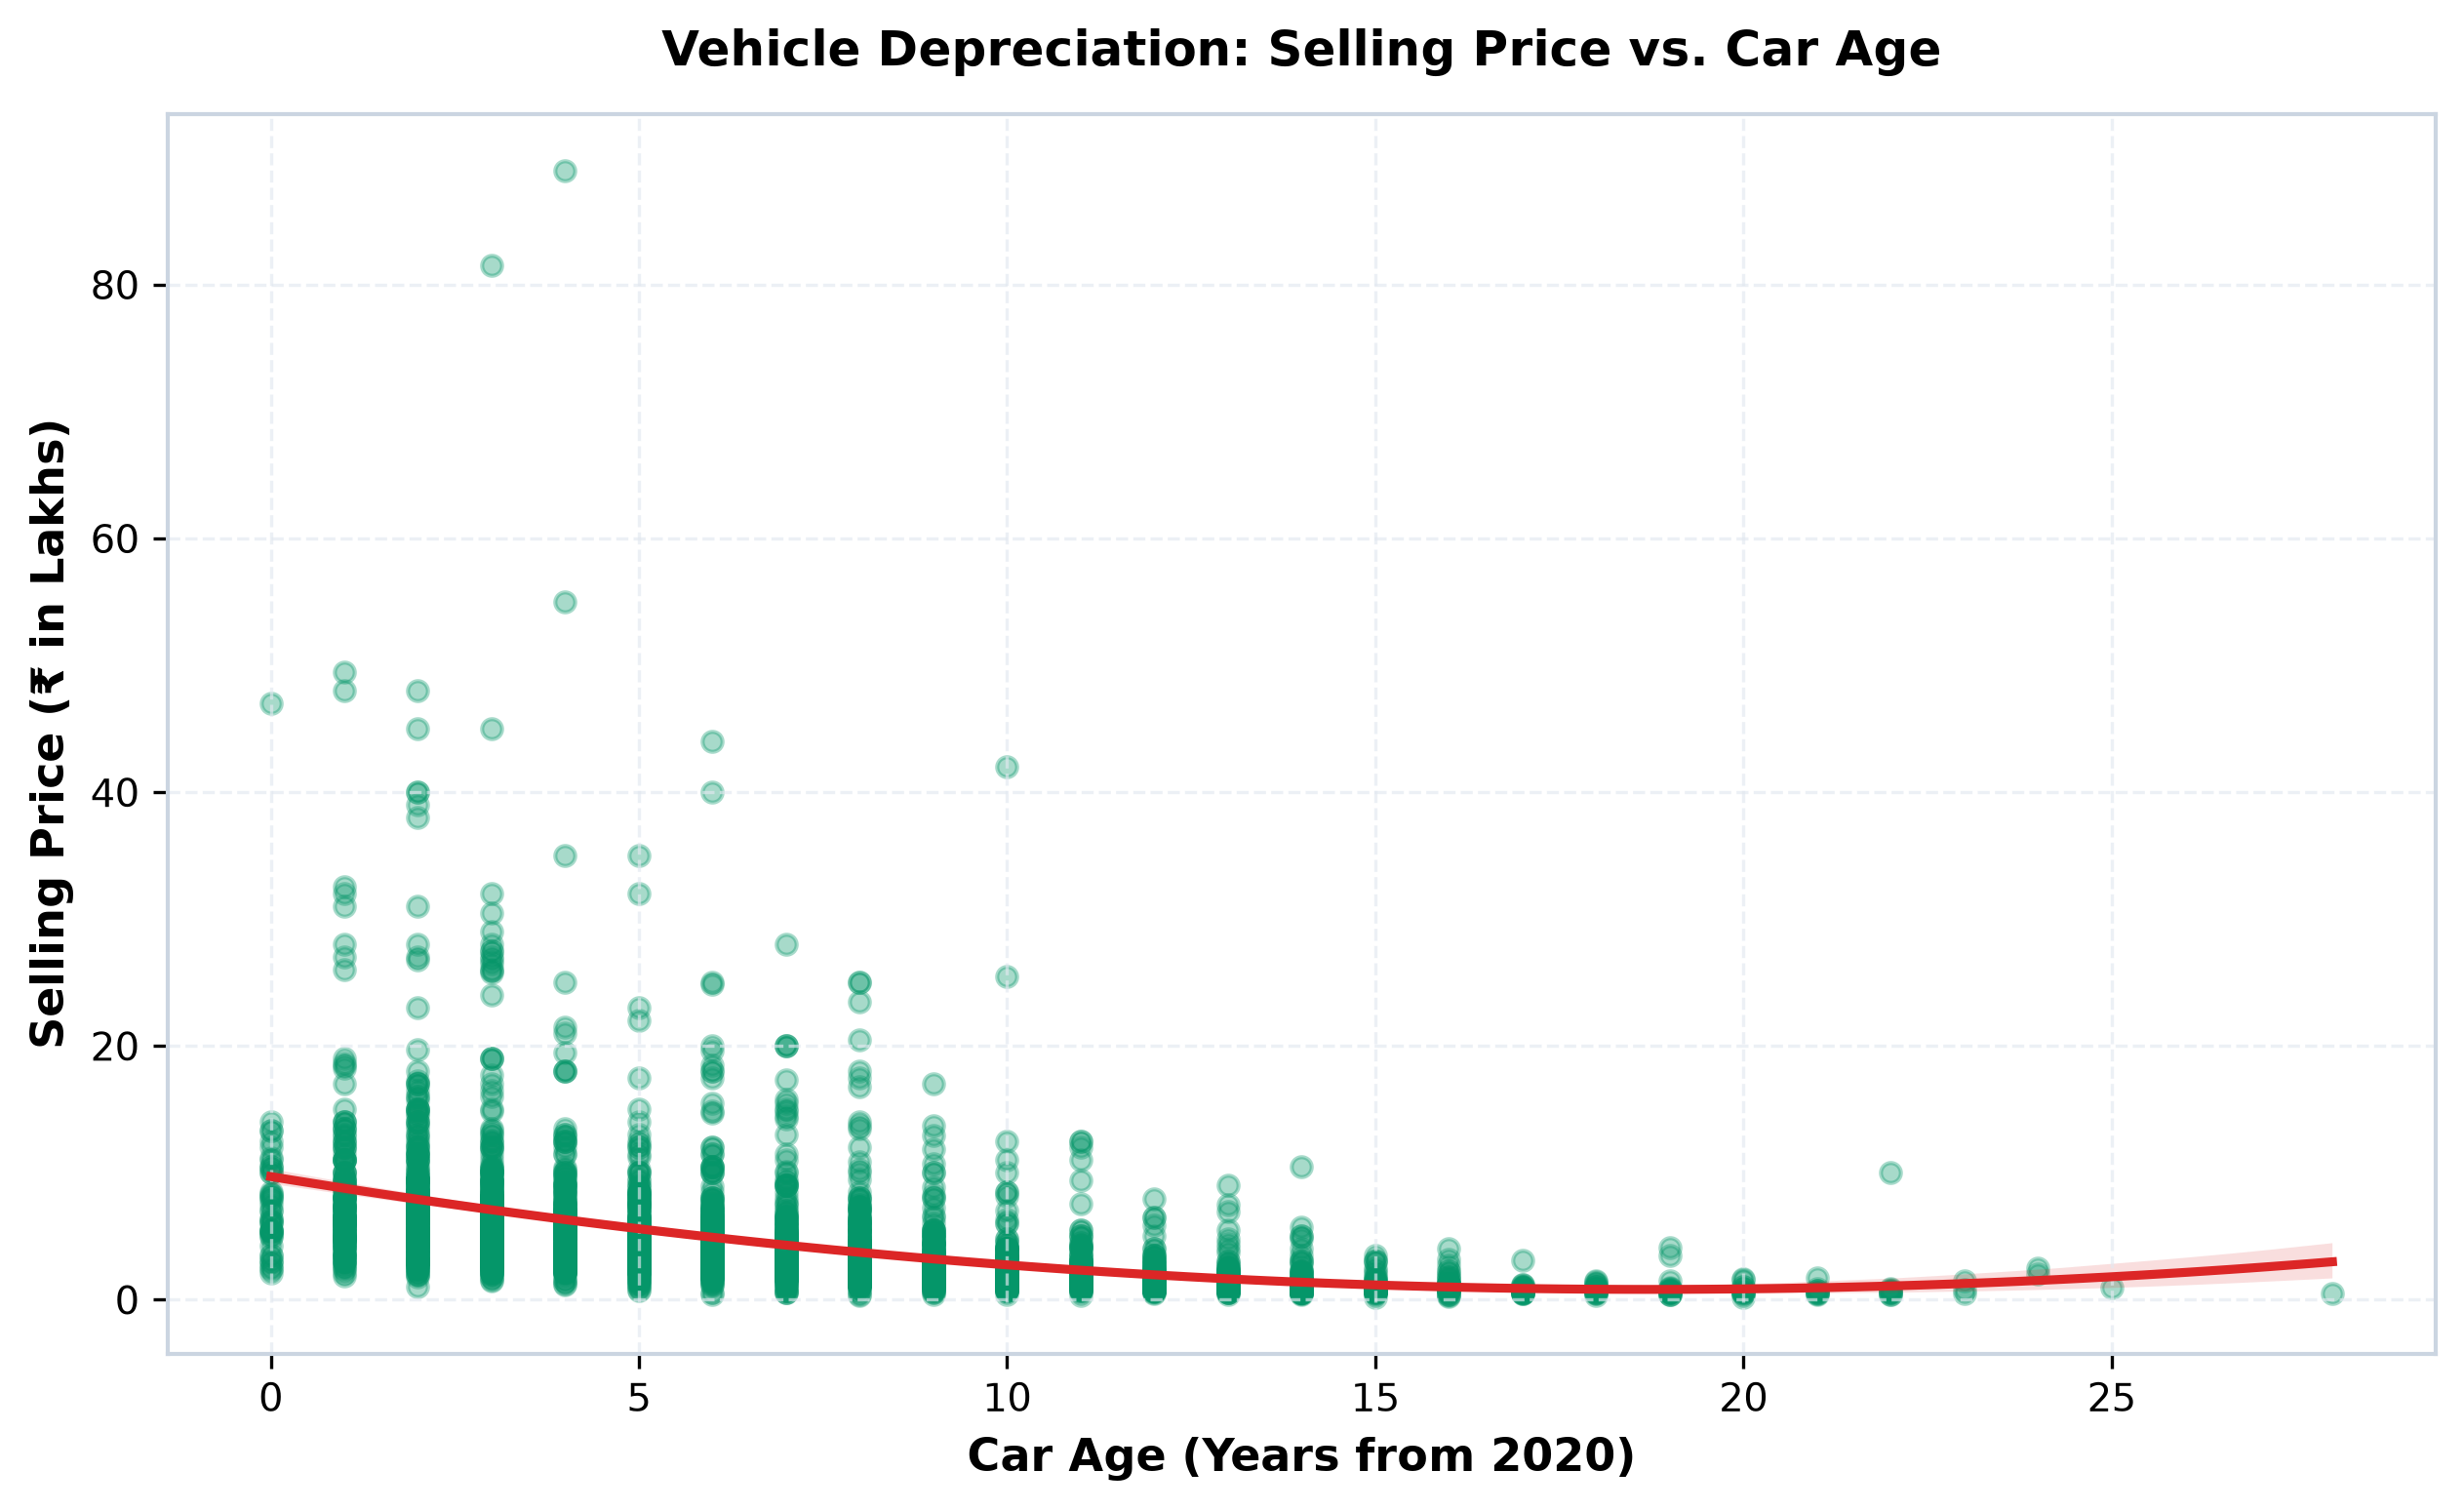 Vehicle Depreciation: Selling Price vs. Car Age
Selling Price (₹ in Lakhs)
80
60
40
20
0
0 5 10 15 20 25
Car Age (Years from 2020)